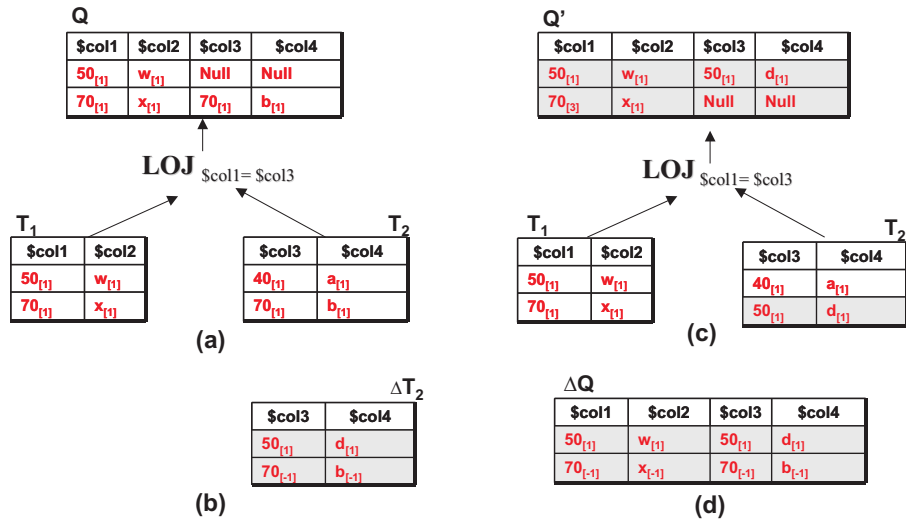 Q
$col1 $col2 $col3 $col4
50[1] w[1] Null Null
70[1] x[1] 70[1] b[1]
LOJ $col1= $col3
T1
$col1 $col2
50[1] w[1]
70[1] x[1]
T2
$col3 $col4
40[1] a[1]
70[1] b[1]
(a)
Q’
$col1 $col2 $col3 $col4
50[1] w[1] 50[1] d[1]
70[3] x[1] Null Null
LOJ $col1= $col3
T1
$col1 $col2
50[1] w[1]
70[1] x[1]
T2
$col3 $col4
40[1] a[1]
50[1] d[1]
(c)
ΔT2
$col3 $col4
50[1] d[1]
70[-1] b[-1]
(b)
ΔQ
$col1 $col2 $col3 $col4
50[1] w[1] 50[1] d[1]
70[-1] x[-1] 70[-1] b[-1]
(d)